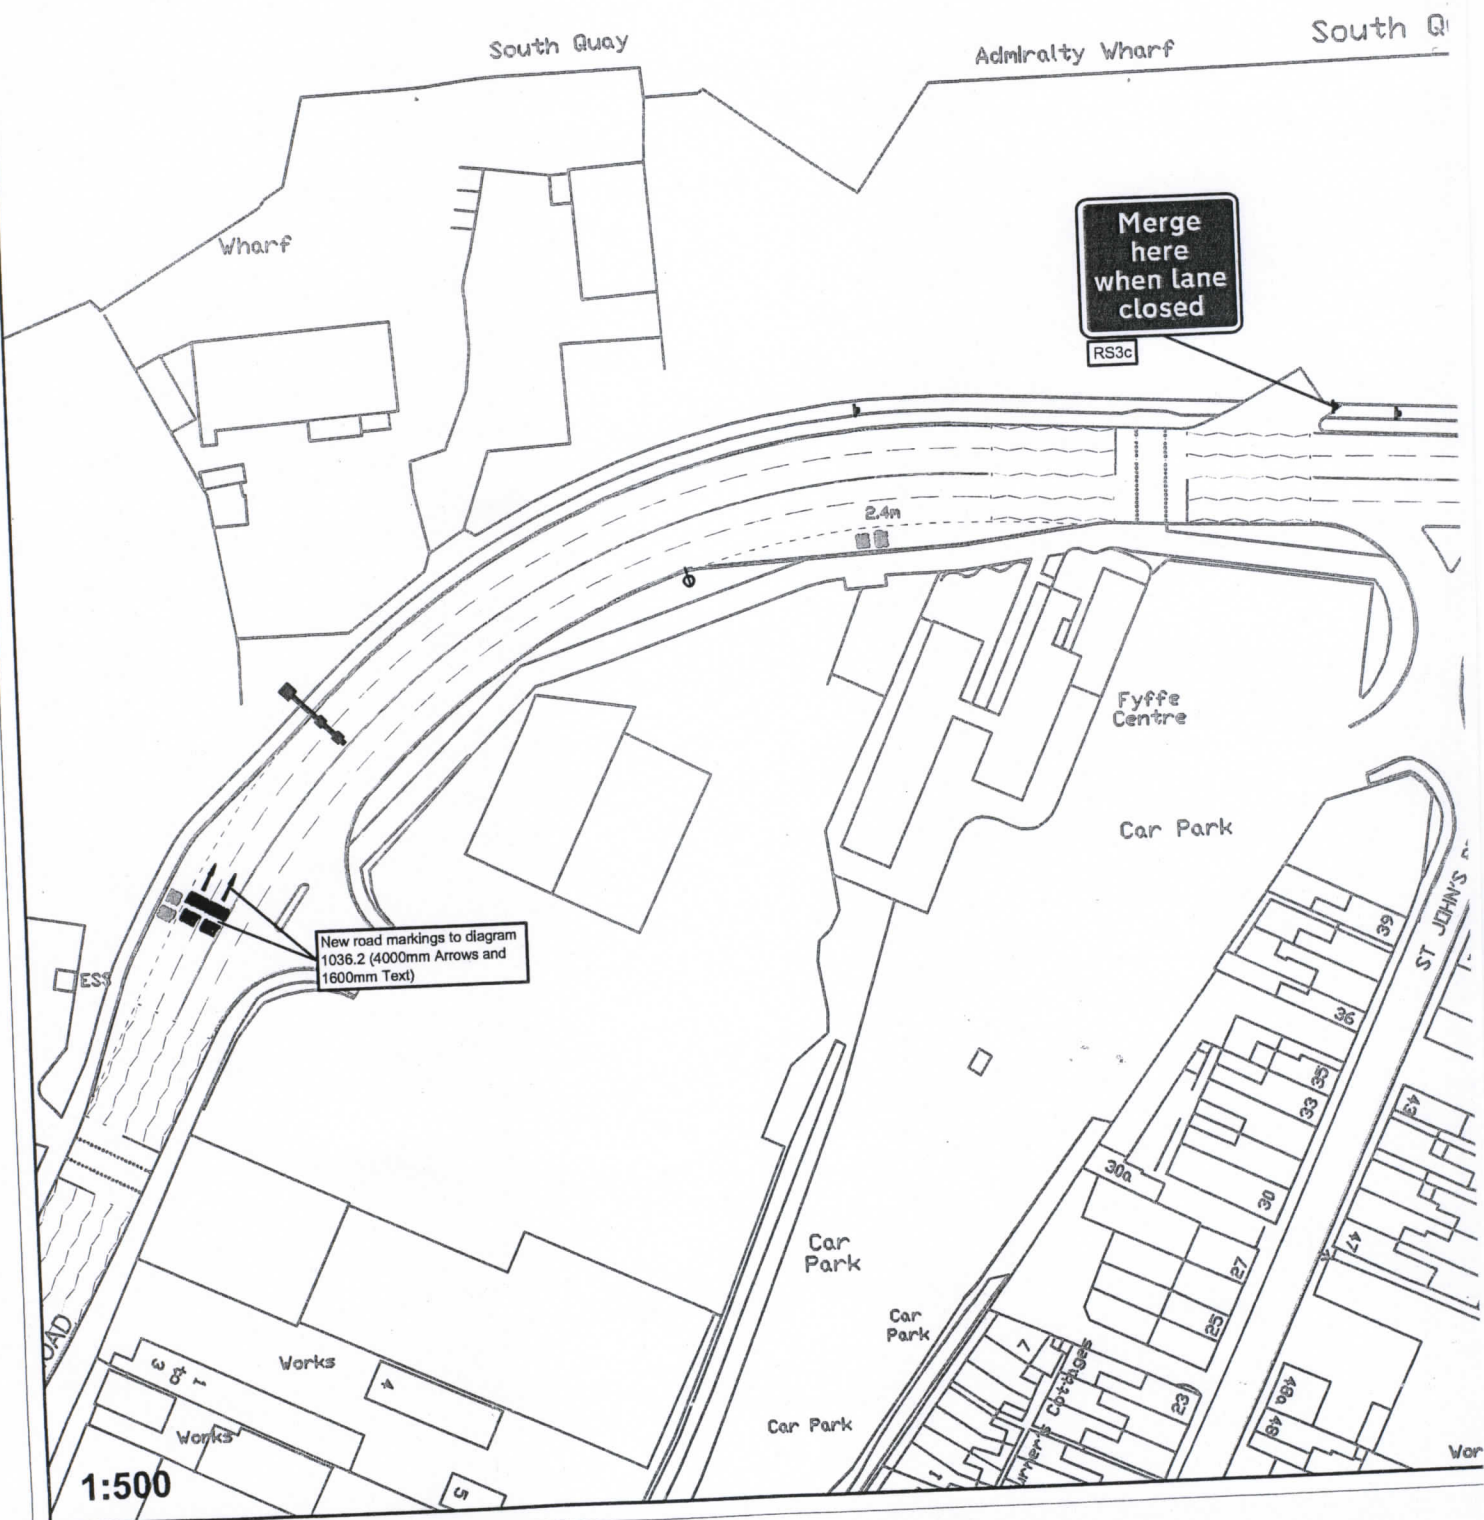 South Quay
Admiralty Wharf
South Q
Wharf
Merge
here
when lane
closed
RS3c
2.4m
Fyffe
Centre
Car Park
New road markings to diagram
1036.2 (4000mm Arrows and
1600mm Text)
ESS
39
ST JOHN'S
36
35
33
43
30a
30
47
27
25
Car
Park
Car
Park
OAD
Works
1
to
3
4
7
Cottages
23
48a
48
Works
Car Park
1
urners
Wor
5
1:500